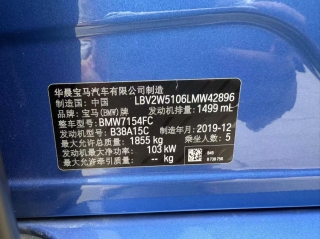 华晨宝马汽车有限公司制造
制造国：中国 LBV2W5106LMW42896
品牌：宝马(BMW)牌 发动机排量：1499 mL
整车型号：BMW7154FC
发动机型号：B38A15C 制造年月：2019-12
最大允许总质量：1855 kg 乘坐人数：5
发动机最大净功率：103 kW
最大允许牵引质量：-- kg